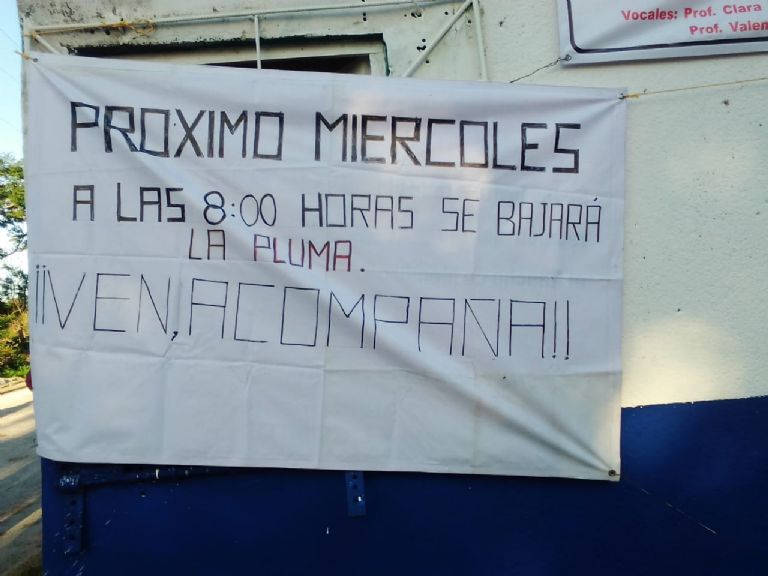 Vocales: Prof. Clara
Prof. Valen
PROXIMO MIERCOLES
A LAS 8:00 HORAS SE BAJARÁ
LA PLUMA.
¡¡VEN, ACOMPAÑA!!